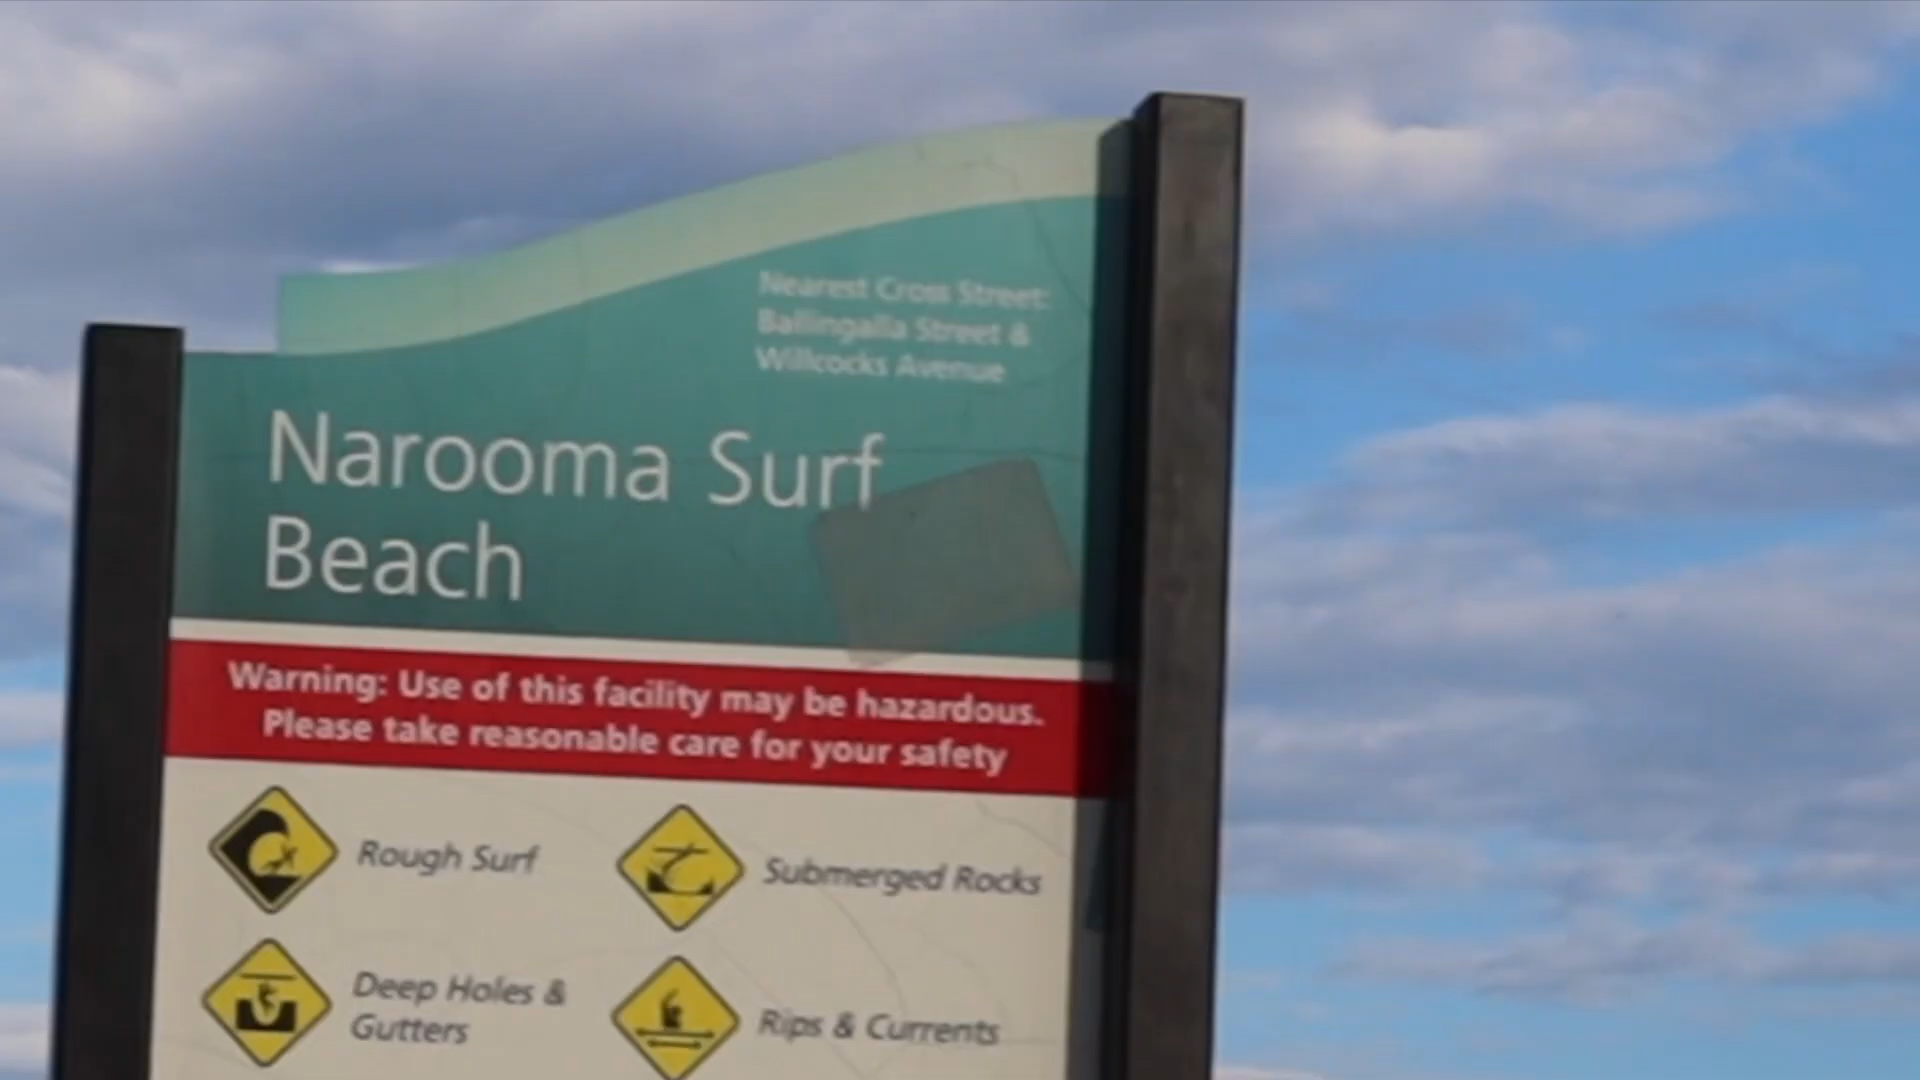 Nearest Cross Street:
Ballingalla Street &
Willcocks Avenue
Narooma Surf
Beach
Warning: Use of this facility may be hazardous.
Please take reasonable care for your safety
Rough Surf
Submerged Rocks
Deep Holes &
Gutters
Rips & Currents